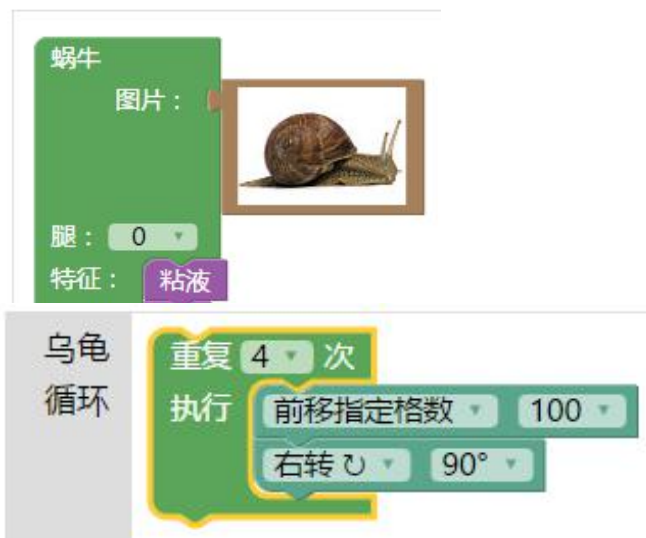 蜗牛
图片：
腿： 0
特征： 粘液
乌龟
循环
重复 4 次
执行 前移指定格数 100
右转 ↻ 90°